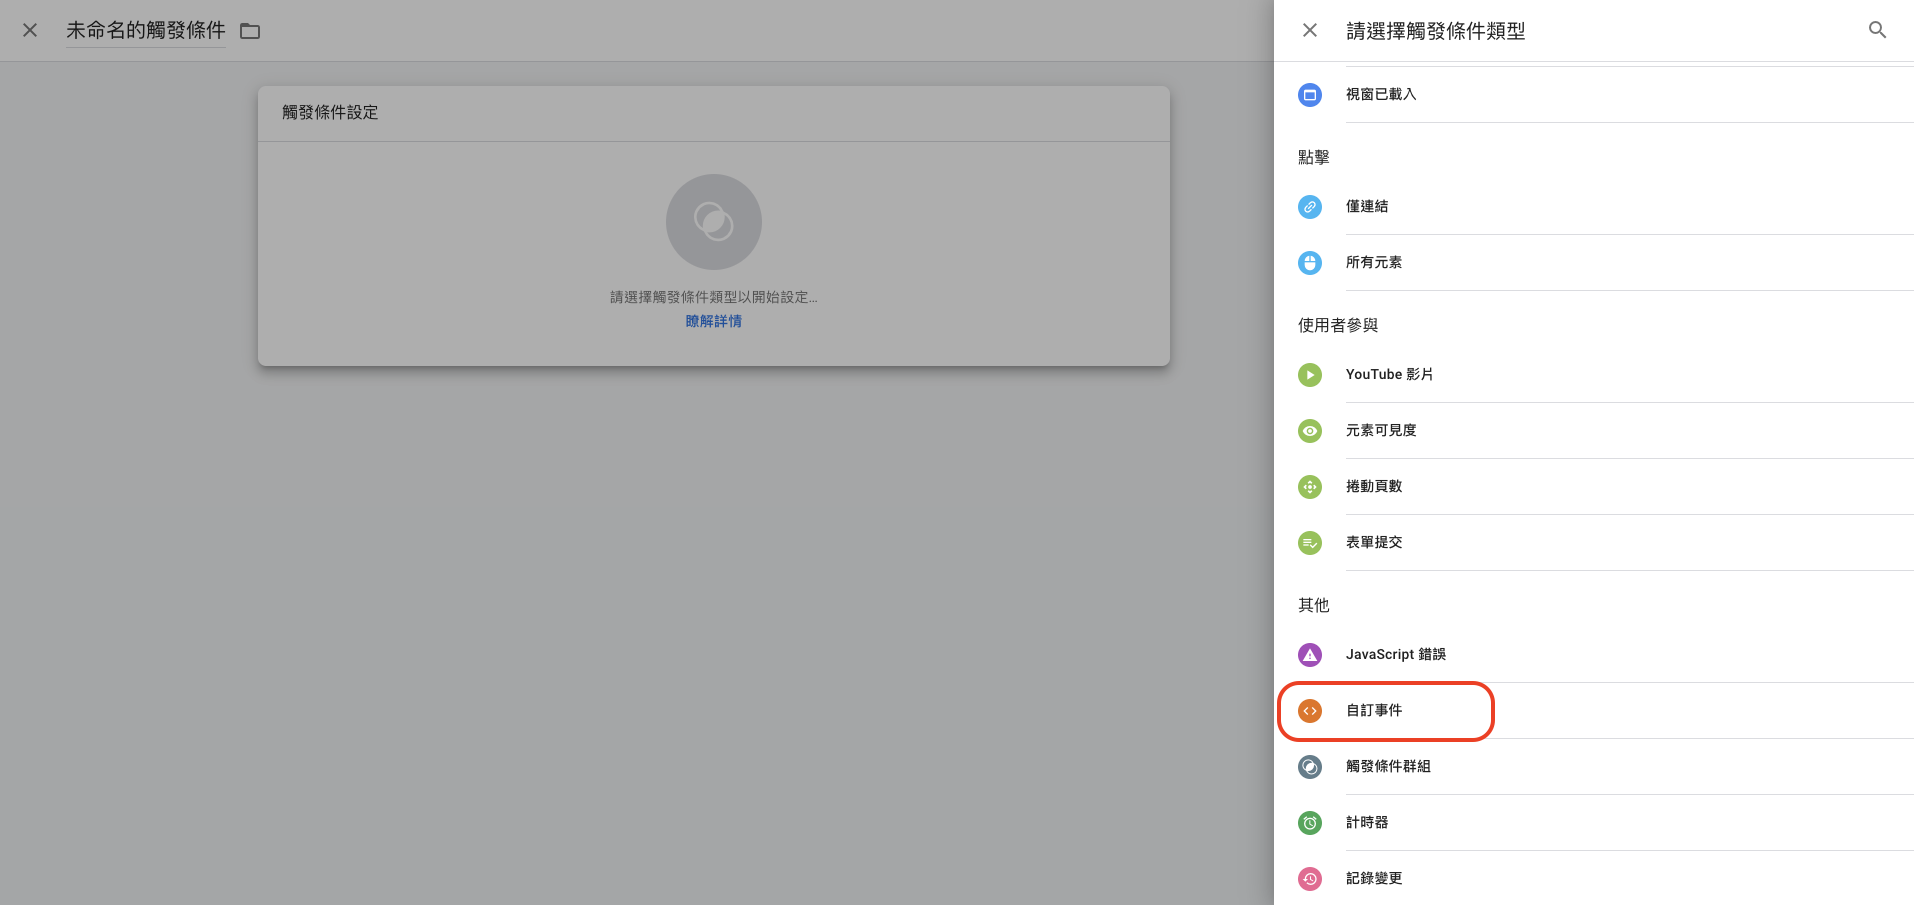 未命名的觸發條件
觸發條件設定
請選擇觸發條件類型以開始設定...
瞭解詳情
請選擇觸發條件類型
視窗已載入
點擊
僅連結
所有元素
使用者參與
YouTube 影片
元素可見度
捲動頁數
表單提交
其他
JavaScript 錯誤
自訂事件
觸發條件群組
計時器
記錄變更